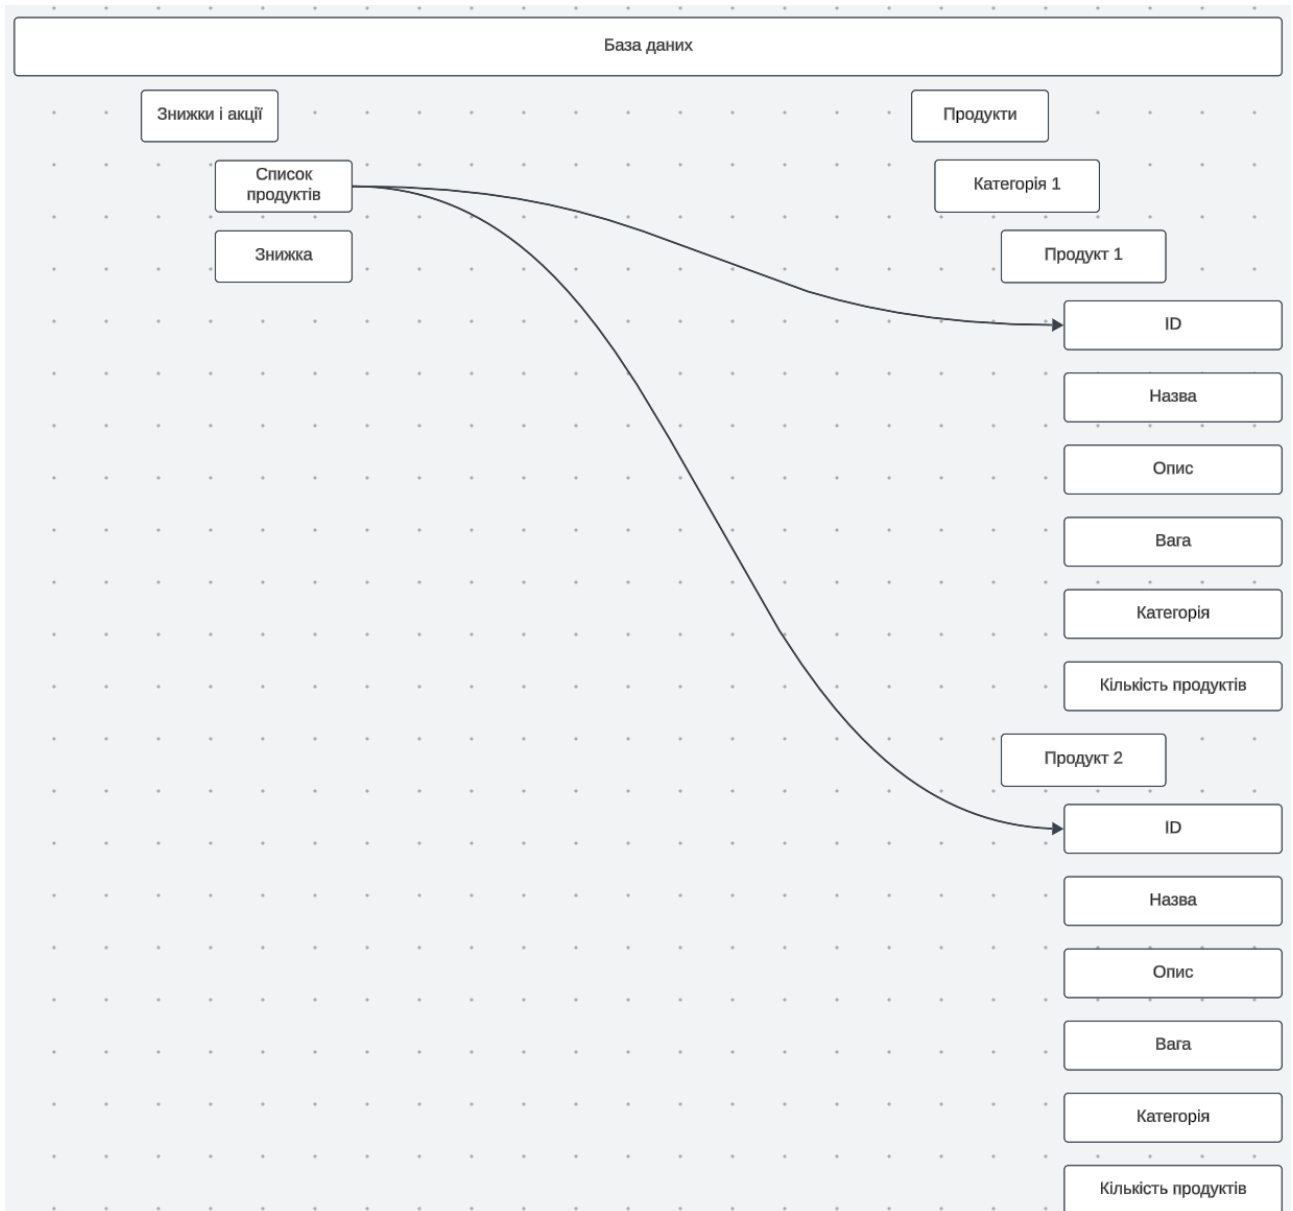 База даних
Знижки і акції
Продукти
Список
продуктів
Категорія 1
Знижка
Продукт 1
ID
Назва
Опис
Вага
Категорія
Кількість продуктів
Продукт 2
ID
Назва
Опис
Вага
Категорія
Кількість продуктів